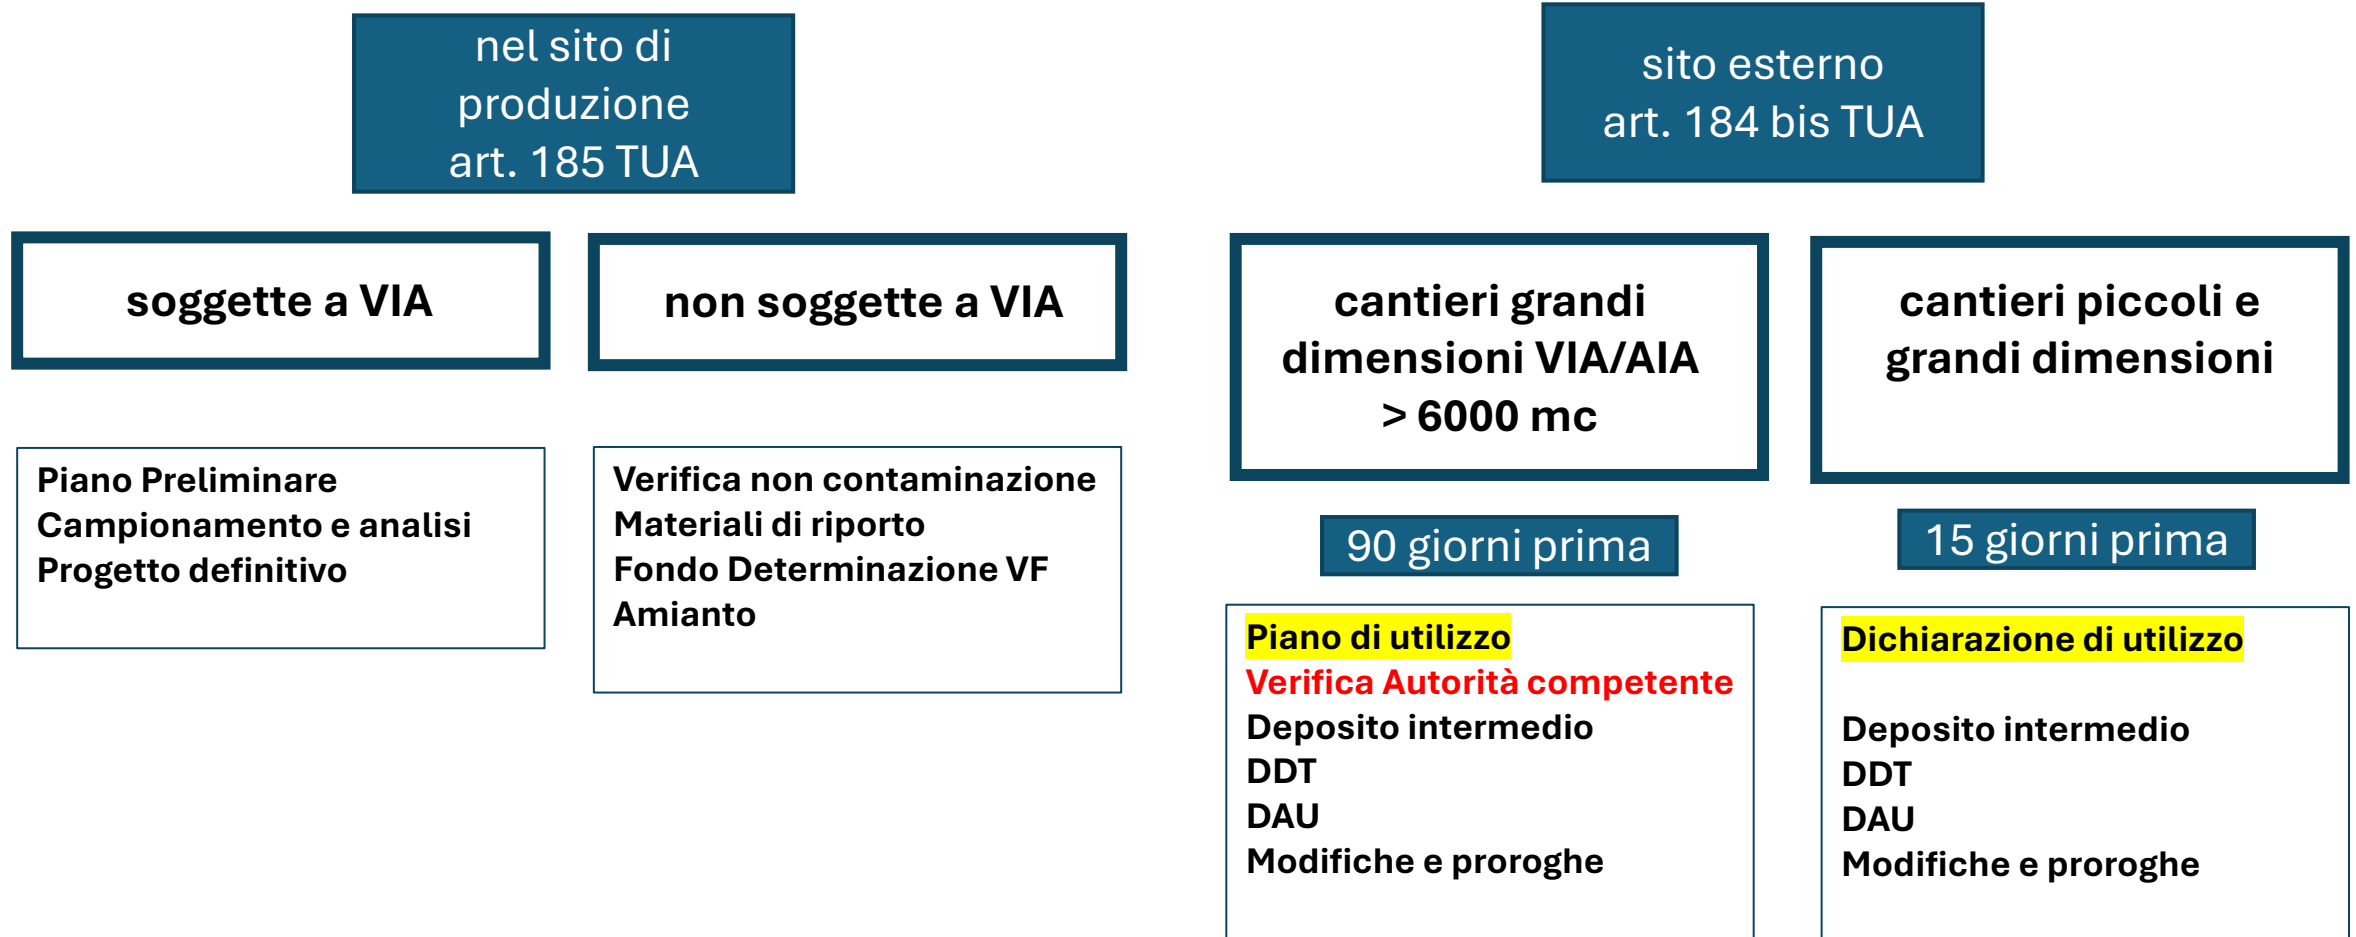 nel sito di
produzione
art. 185 TUA
sito esterno
art. 184 bis TUA
soggette a VIA
non soggette a VIA
cantieri grandi
dimensioni VIA/AIA
> 6000 mc
cantieri piccoli e
grandi dimensioni
Piano Preliminare
Campionamento e analisi
Progetto definitivo
Verifica non contaminazione
Materiali di riporto
Fondo Determinazione VF
Amianto
90 giorni prima
15 giorni prima
Piano di utilizzo
Verifica Autorità competente
Deposito intermedio
DDT
DAU
Modifiche e proroghe
Dichiarazione di utilizzo
Deposito intermedio
DDT
DAU
Modifiche e proroghe